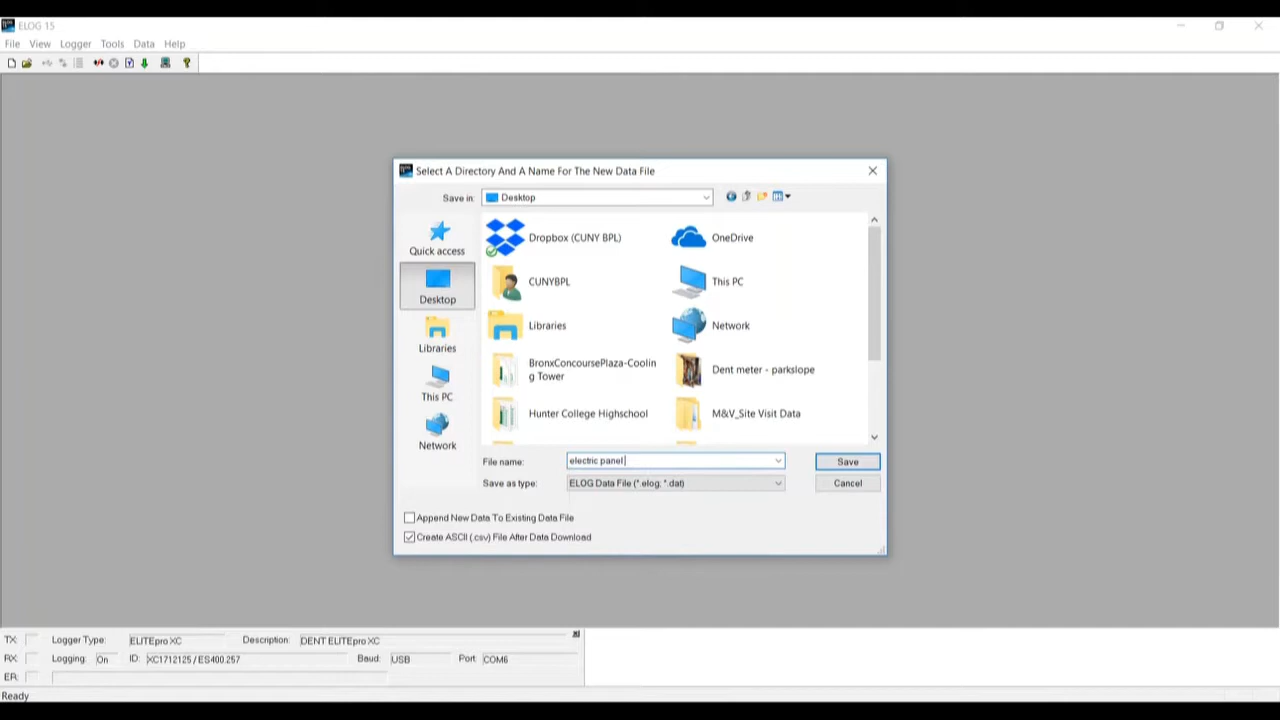 ELOG 15
File View Logger Tools Data Help
Select A Directory And A Name For The New Data File
Save in: Desktop
Quick access
Desktop
Libraries
This PC
Network
Dropbox (CUNY BPL)
OneDrive
CUNYBPL
This PC
Libraries
Network
BronxConcoursePlaza-Coolin
g Tower
Dent meter - parkslope
Hunter College Highschool
M&V_Site Visit Data
File name: electric panel
Save
Save as type: ELOG Data File (*.elog; *.dat)
Cancel
Append New Data To Existing Data File
Create ASCII (.csv) File After Data Download
TX: Logger Type: ELITEpro XC Description: DENT ELITEpro XC
RX: Logging: On ID: XC1712125 / ES400.257 Baud: USB Port: COM6
ER:
Ready